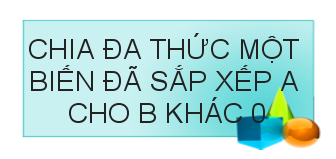 CHIA ĐA THỨC MỘT
BIẾN ĐÃ SẮP XẾP A
CHO B KHÁC 0